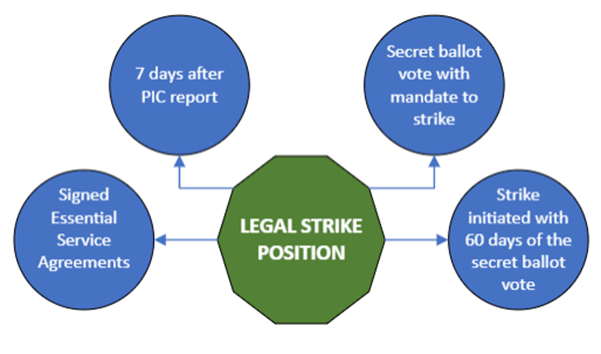 7 days after
PIC report
Secret ballot
vote with
mandate to
strike
Signed
Essential
Service
Agreements
LEGAL STRIKE
POSITION
Strike
initiated with
60 days of the
secret ballot
vote